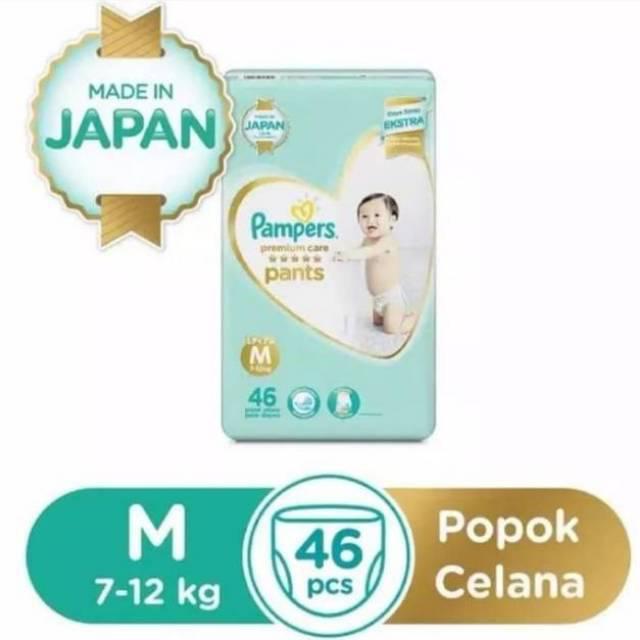 MADE IN
JAPAN
JAPAN
EKSTRA
Pampers
premium care
pants
M
46
M
7-12 kg
46
pcs
Popok
Celana